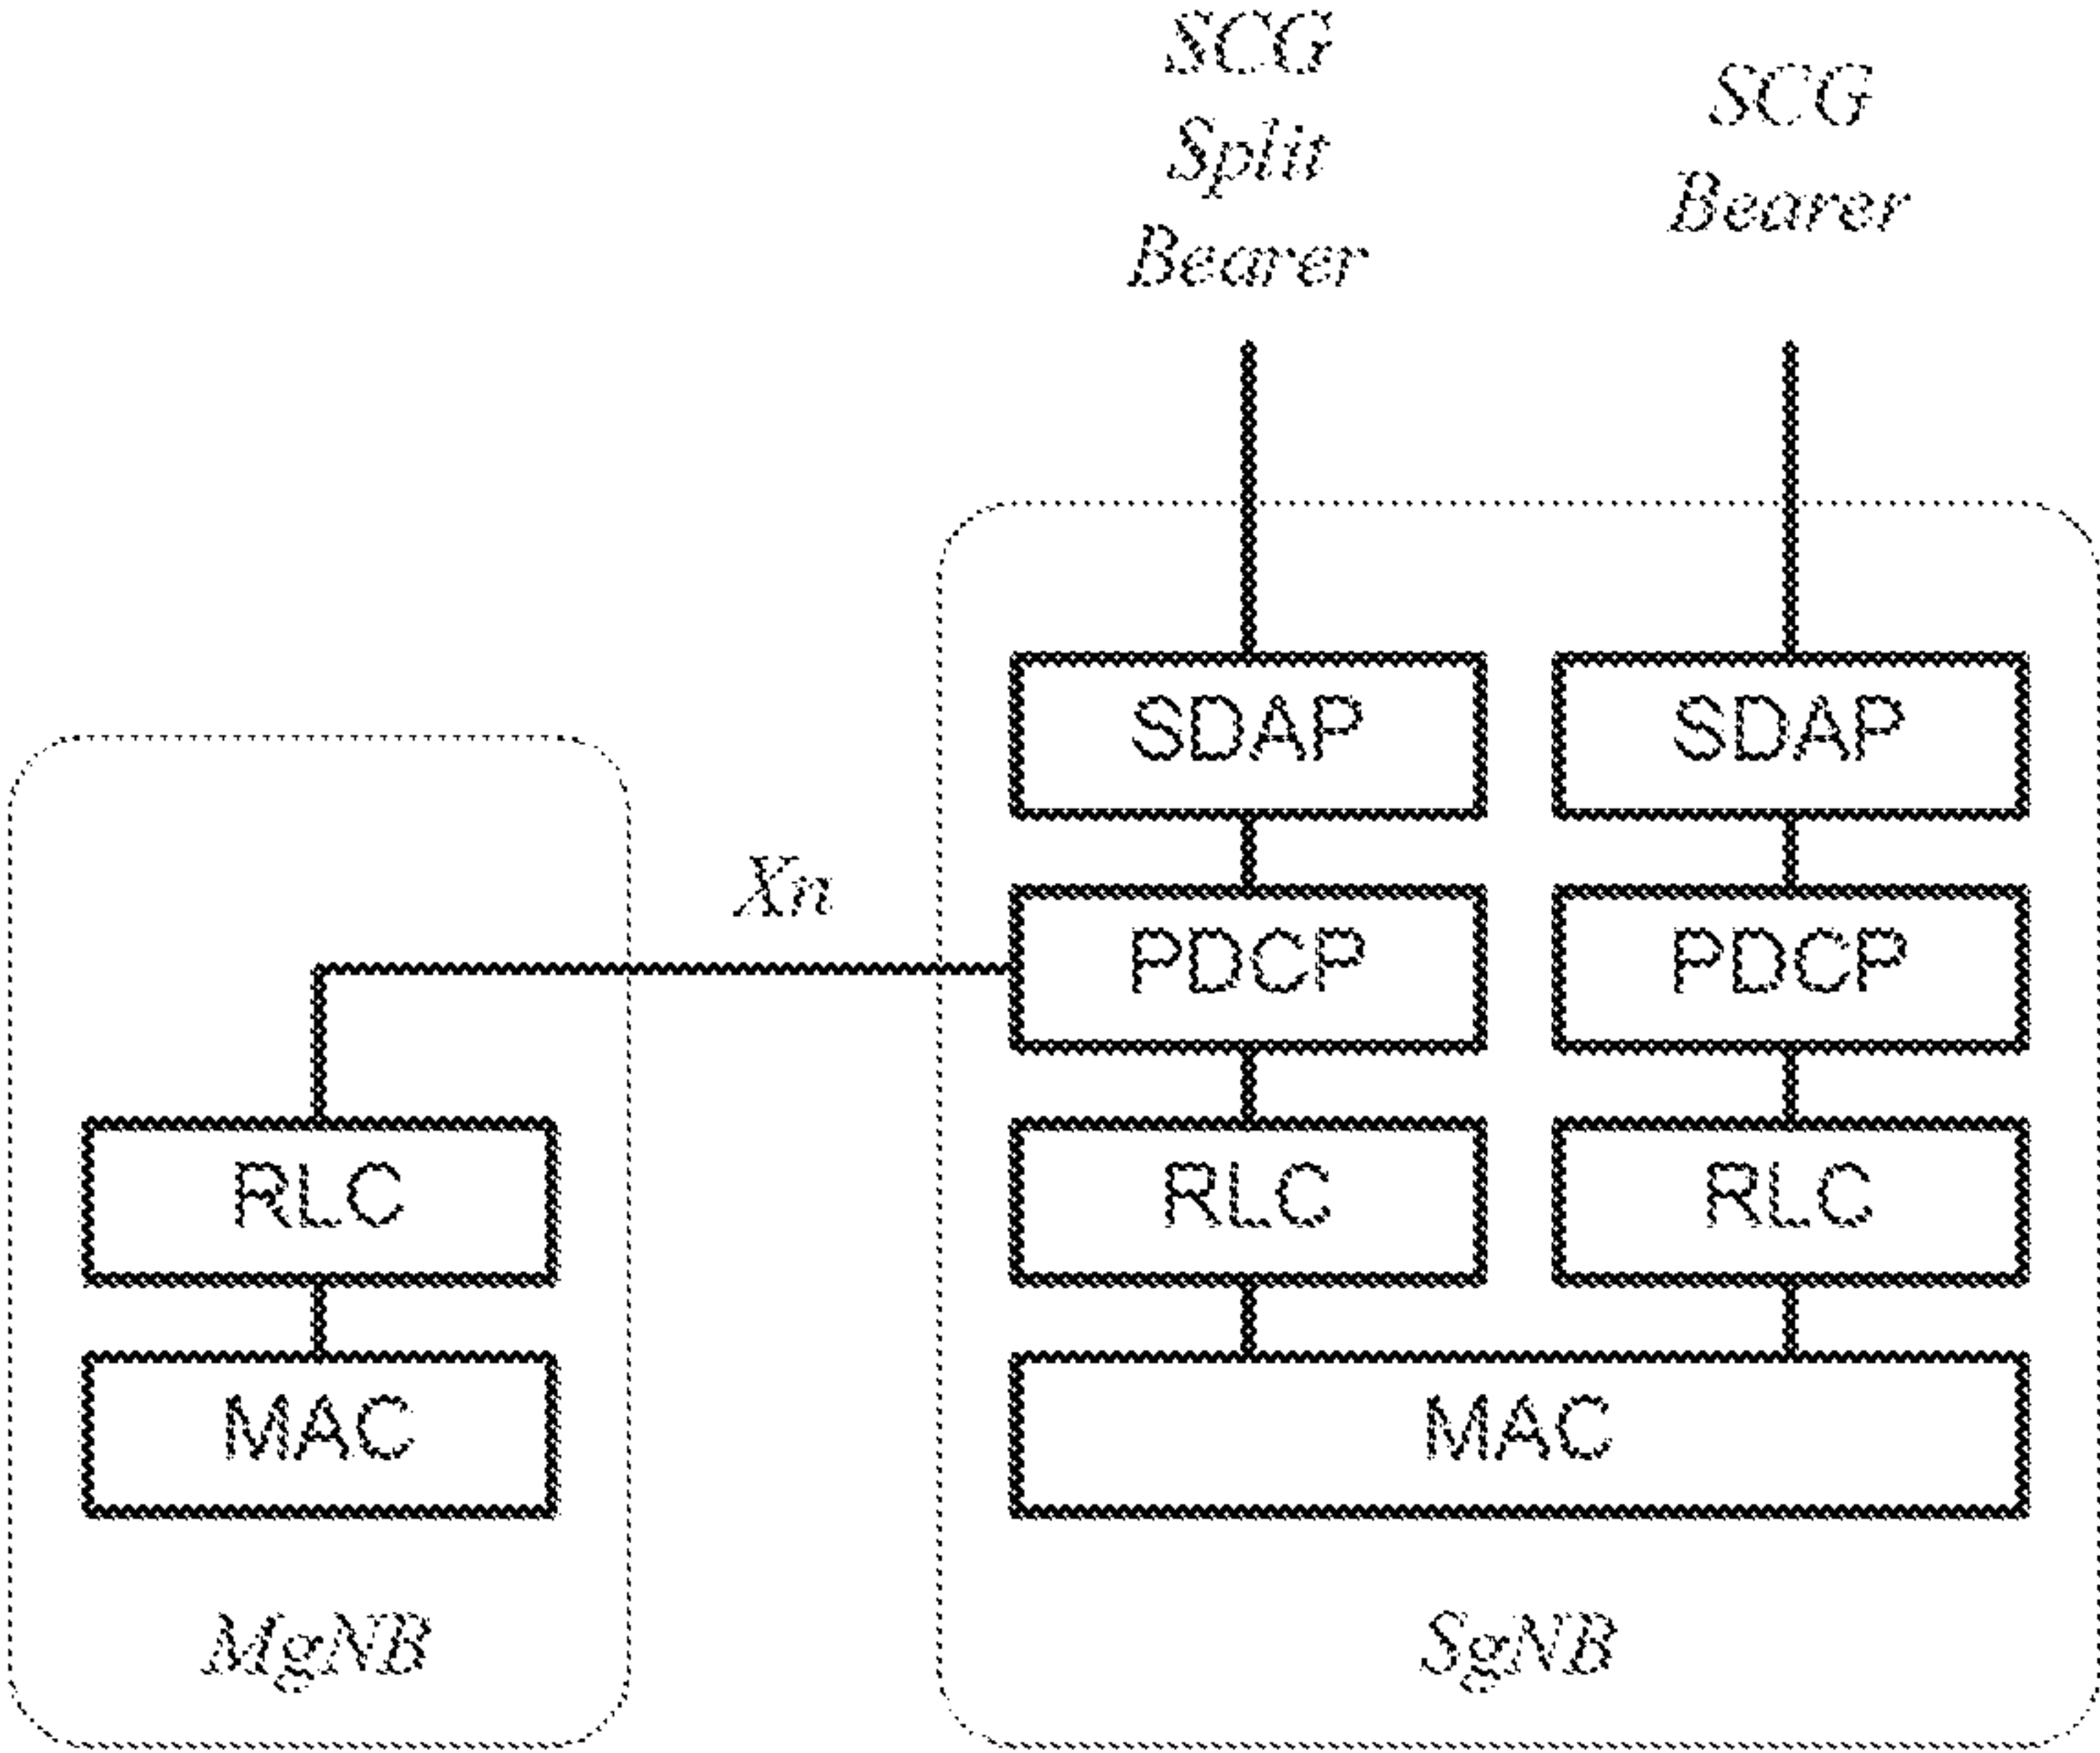 SCG
Split
Bearer
SCG
Bearer
SDAP
SDAP
Xn
PDCP
PDCP
RLC
RLC
RLC
MAC
MAC
MgNB
SgNB